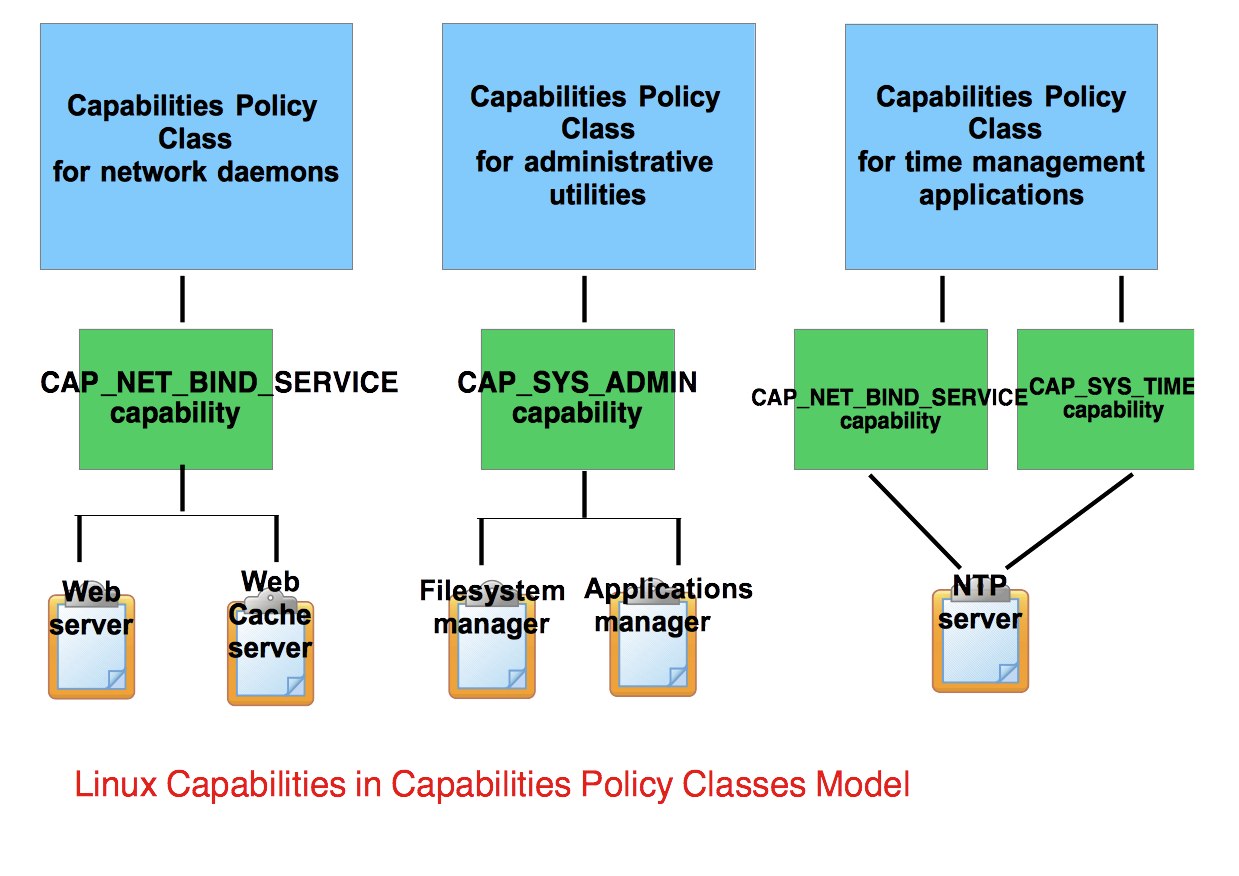 Capabilities Policy
Class
for network daemons
Capabilities Policy
Class
for administrative
utilities
Capabilities Policy
Class
for time management
applications
CAP_NET_BIND_SERVICE
capability
CAP_SYS_ADMIN
capability
CAP_NET_BIND_SERVICE
capability
CAP_SYS_TIME
capability
Web
server
Web
Cache
server
Filesystem
manager
Applications
manager
NTP
server
Linux Capabilities in Capabilities Policy Classes Model